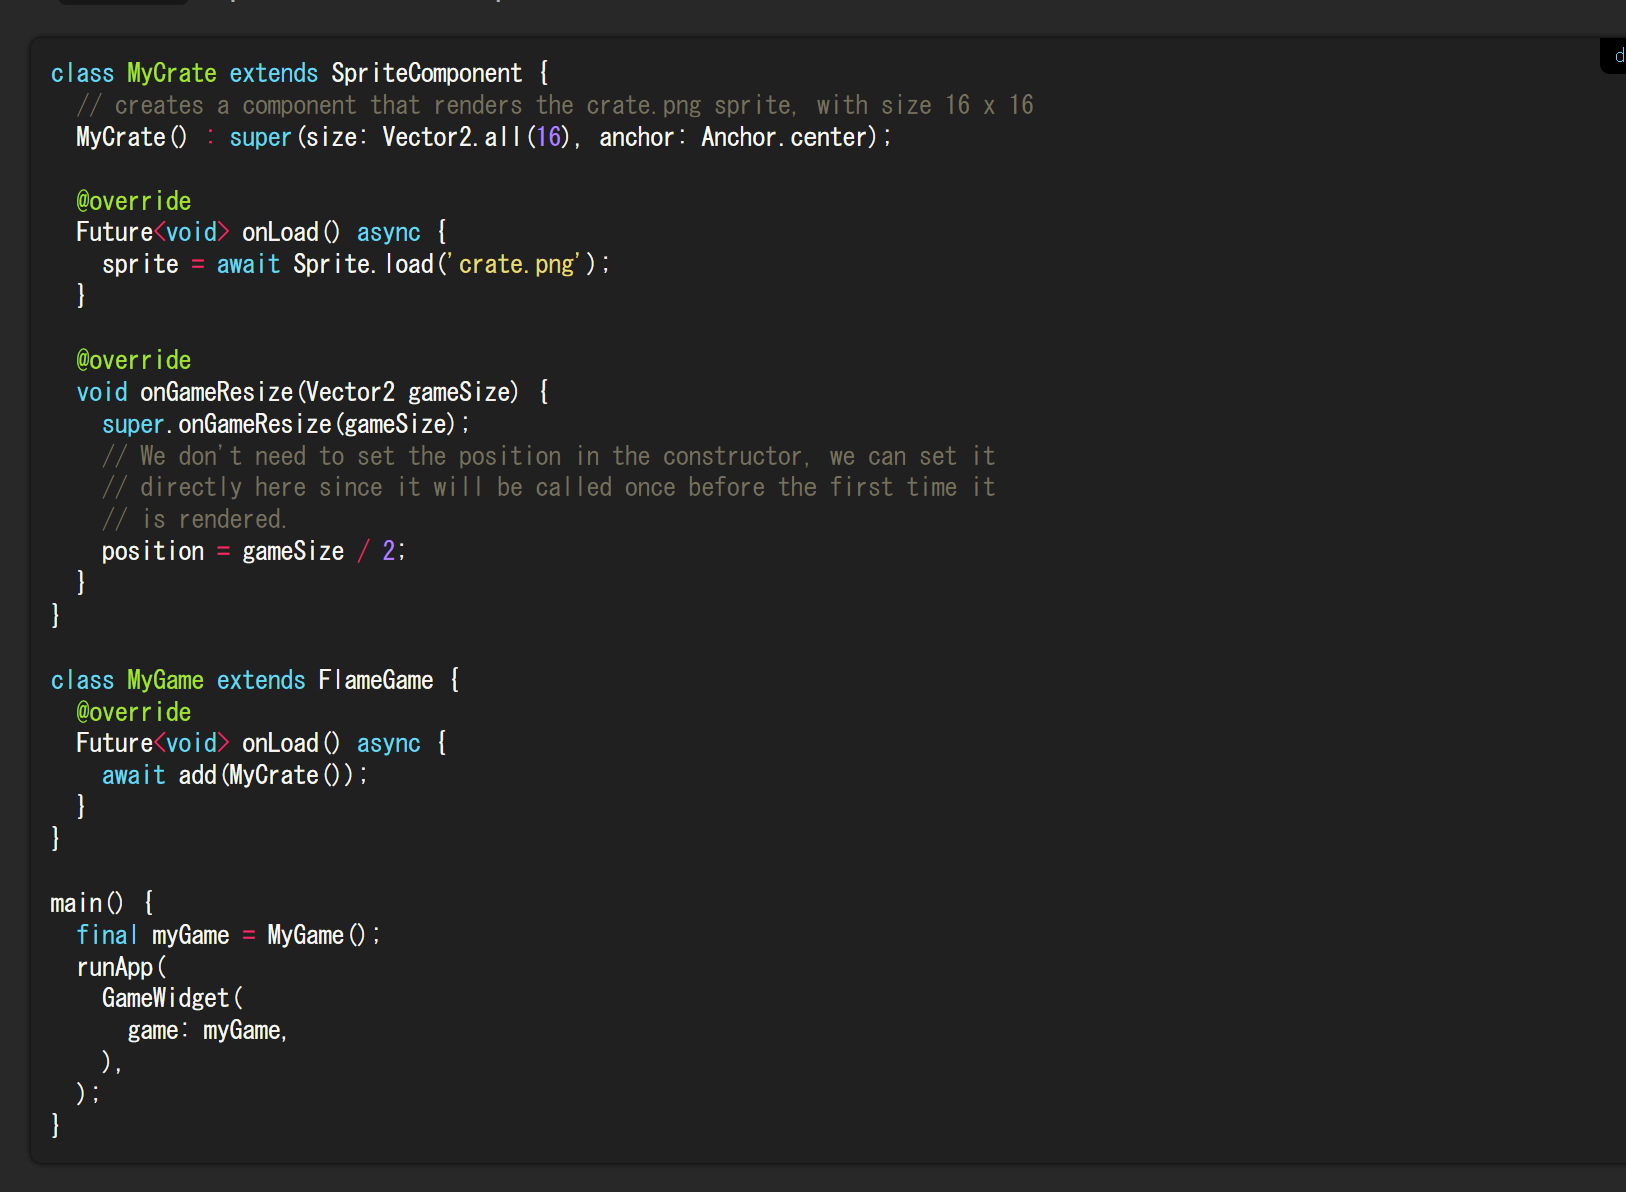 class MyCrate extends SpriteComponent {
  // creates a component that renders the crate.png sprite, with size 16 x 16
  MyCrate() : super(size: Vector2.all(16), anchor: Anchor.center);

  @override
  Future<void> onLoad() async {
    sprite = await Sprite.load('crate.png');
  }

  @override
  void onGameResize(Vector2 gameSize) {
    super.onGameResize(gameSize);
    // We don't need to set the position in the constructor, we can set it
    // directly here since it will be called once before the first time it
    // is rendered.
    position = gameSize / 2;
  }
}

class MyGame extends FlameGame {
  @override
  Future<void> onLoad() async {
    await add(MyCrate());
  }
}

main() {
  final myGame = MyGame();
  runApp(
    GameWidget(
      game: myGame,
    ),
  );
}